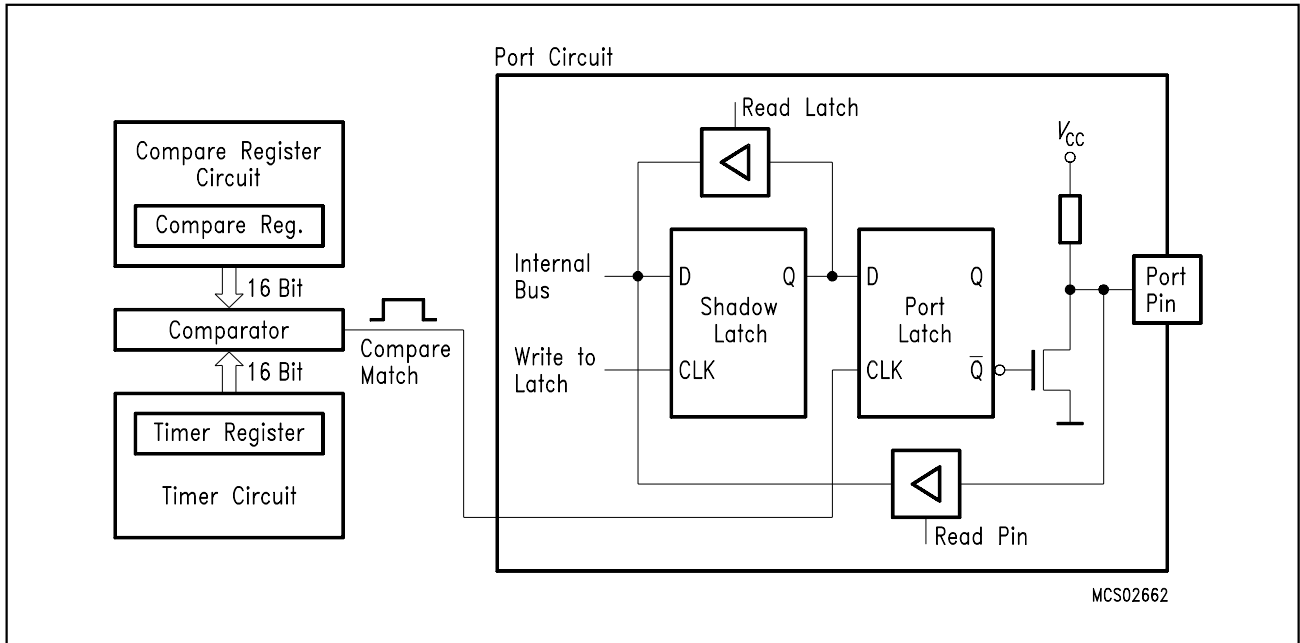 Port Circuit
Compare Register
Circuit
Compare Reg.
16 Bit
Comparator
16 Bit
Timer Register
Timer Circuit
Compare
Match
Read Latch
Internal
Bus
Write to
Latch
D
Q
Shadow
Latch
CLK
D
Q
Port
Latch
CLK
Q̅
VCC
Port
Pin
Read Pin
MCS02662